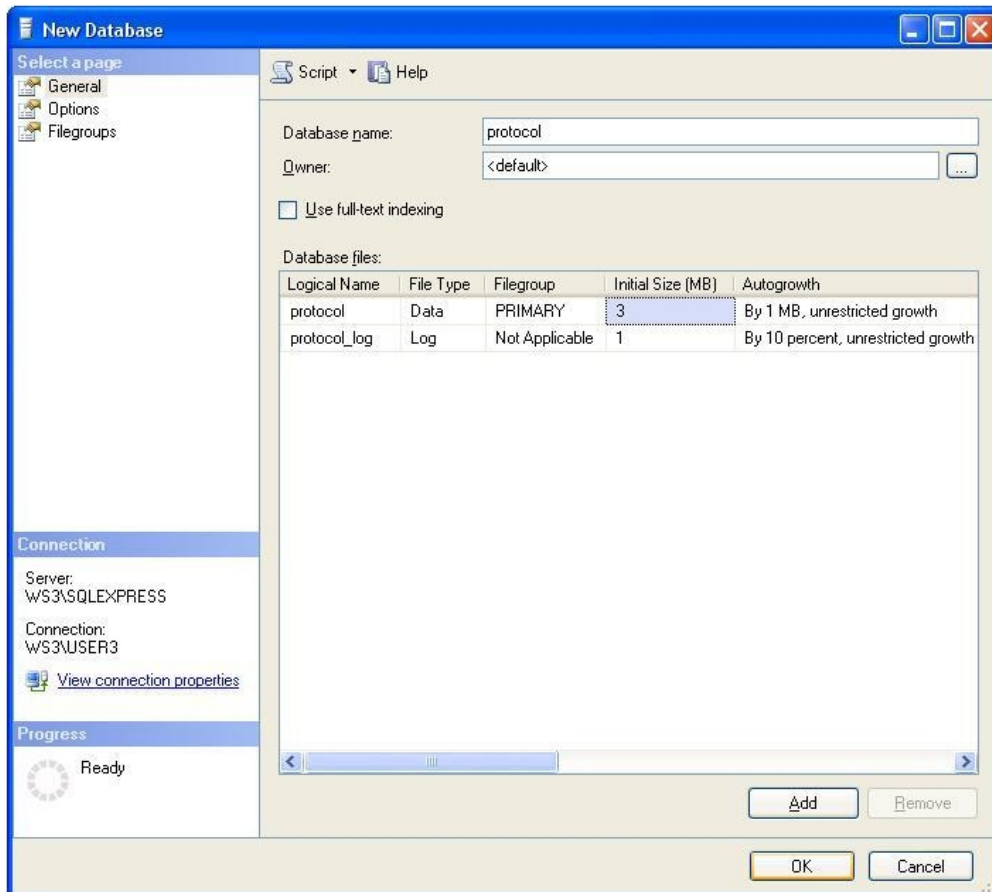 New Database
Select a page
General
Options
Filegroups
Script
Help
Database name:
protocol
Owner:
<default>
...
Use full-text indexing
Database files:
Logical Name File Type Filegroup Initial Size (MB) Autogrowth
protocol Data PRIMARY 3 By 1 MB, unrestricted growth
protocol_log Log Not Applicable 1 By 10 percent, unrestricted growth
Connection
Server:
WS3\SQLEXPRESS
Connection:
WS3\USER3
View connection properties
Progress
Ready
Add
Remove
OK
Cancel